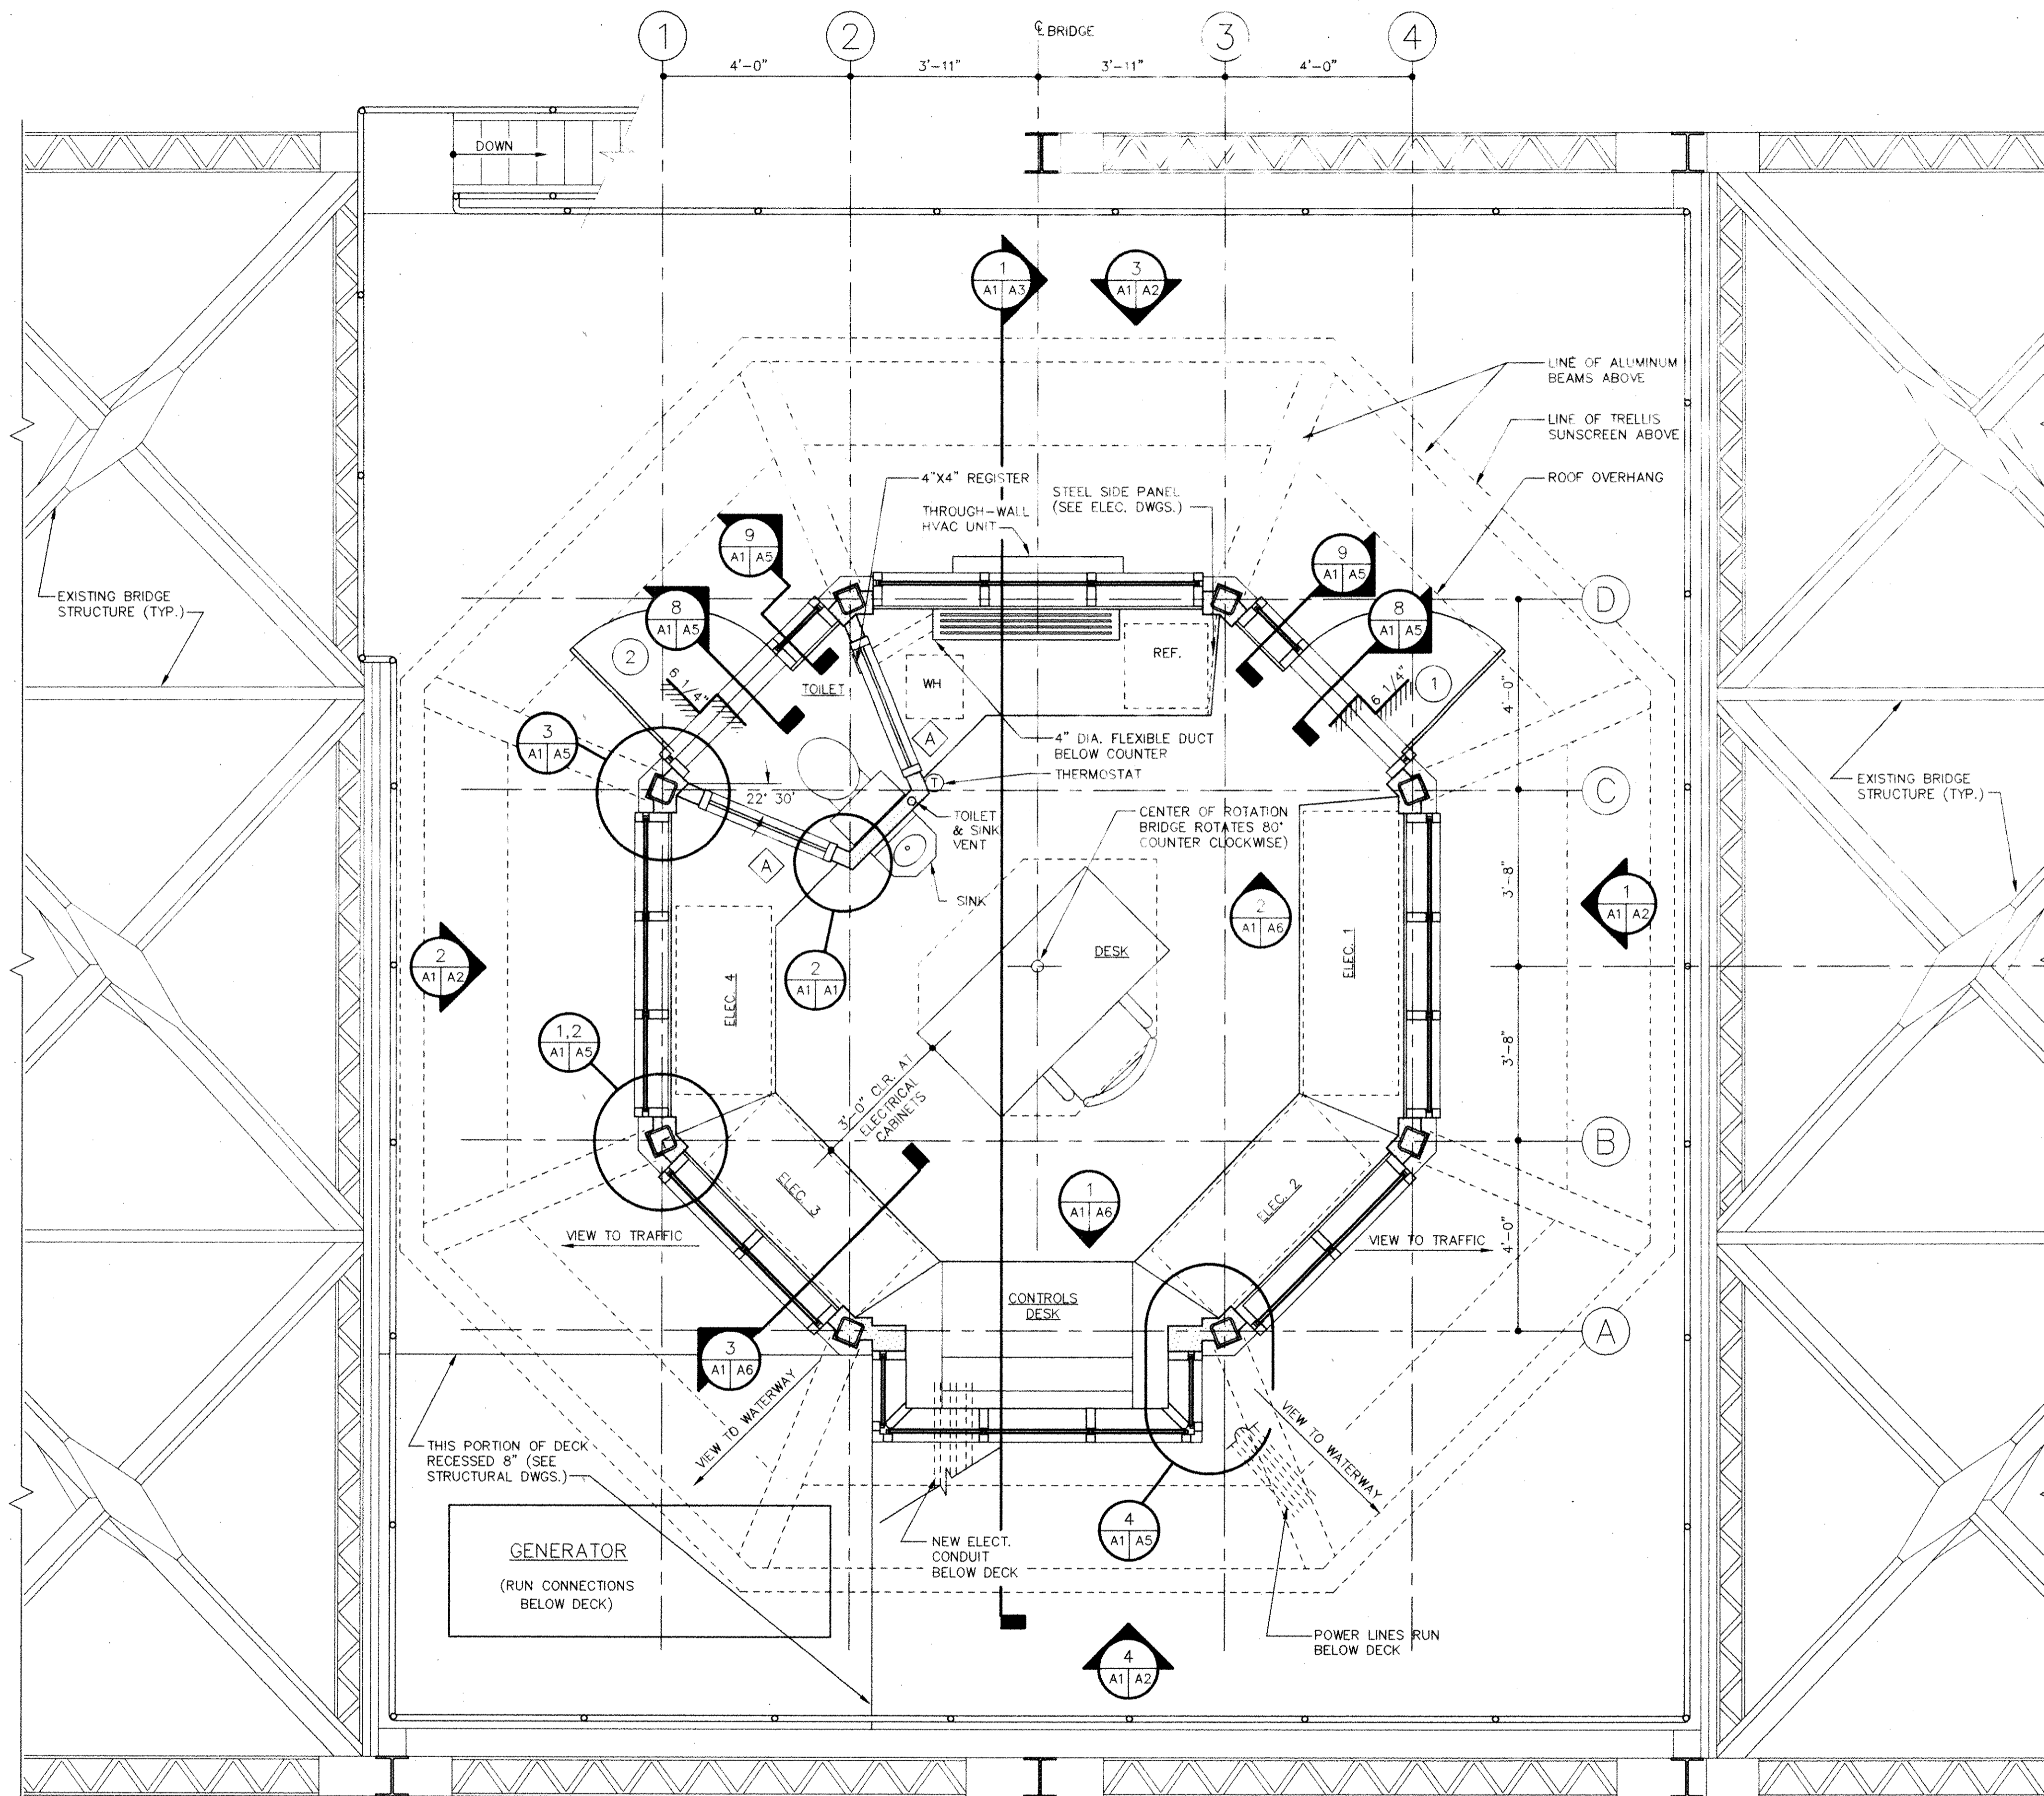 1
2
℄ BRIDGE
3
4
4'-0"
3'-11"
3'-11"
4'-0"
DOWN
1
A1 A3
3
A1 A2
LINE OF ALUMINUM
BEAMS ABOVE
LINE OF TRELLIS
SUNSCREEN ABOVE
ROOF OVERHANG
4"X4" REGISTER
STEEL SIDE PANEL
(SEE ELEC. DWGS.)
THROUGH-WALL
HVAC UNIT
9
A1 A5
9
A1 A5
EXISTING BRIDGE
STRUCTURE (TYP.)
8
A1 A5
8
A1 A5
D
2
6 1/4"
TOILET
WH
REF.
6 1/4"
1
4'-0"
3
A1 A5
A
4" DIA. FLEXIBLE DUCT
BELOW COUNTER
T
THERMOSTAT
EXISTING BRIDGE
STRUCTURE (TYP.)
C
22° 30'
TOILET
& SINK
VENT
CENTER OF ROTATION
BRIDGE ROTATES 80°
COUNTER CLOCKWISE)
A
SINK
3'-8"
2
A1 A6
1
A1 A2
2
A1 A2
2
A1 A1
DESK
ELEC. 1
ELEC. 4
1,2
A1 A5
3'-8"
3'-0" CLR. AT
ELECTRICAL
CABINETS
B
ELEC. 3
1
A1 A6
ELEC. 2
VIEW TO TRAFFIC
VIEW TO TRAFFIC
4'-0"
CONTROLS
DESK
A
3
A1 A6
VIEW TO WATERWAY
VIEW TO WATERWAY
THIS PORTION OF DECK
RECESSED 8" (SEE
STRUCTURAL DWGS.)
4
A1 A5
NEW ELECT.
CONDUIT
BELOW DECK
GENERATOR
(RUN CONNECTIONS
BELOW DECK)
POWER LINES RUN
BELOW DECK
4
A1 A2